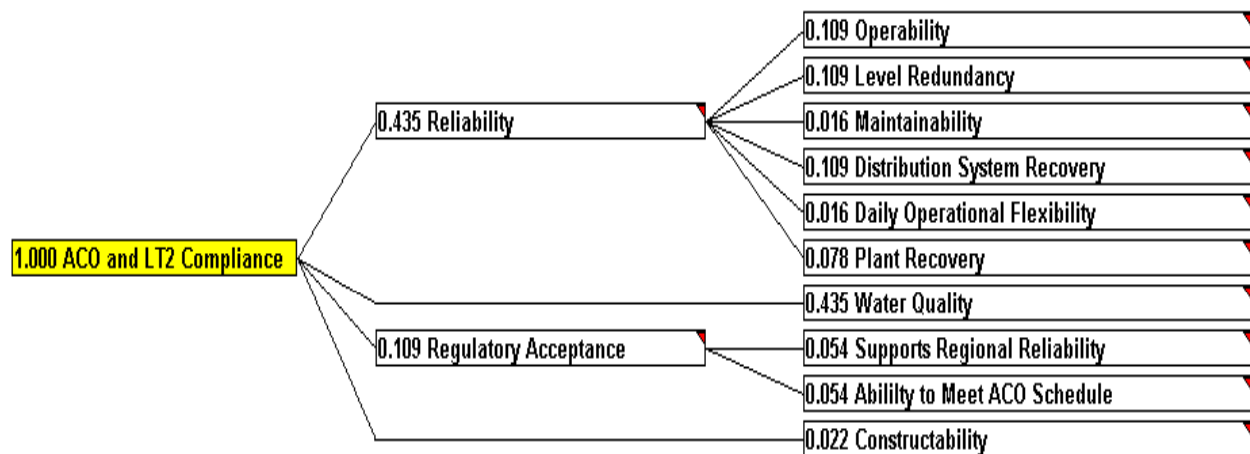 0.109 Operability
0.109 Level Redundancy
0.435 Reliability
0.016 Maintainability
0.109 Distribution System Recovery
0.016 Daily Operational Flexibility
1.000 ACO and LT2 Compliance
0.078 Plant Recovery
0.435 Water Quality
0.109 Regulatory Acceptance
0.054 Supports Regional Reliability
0.054 Abililty to Meet ACO Schedule
0.022 Constructability